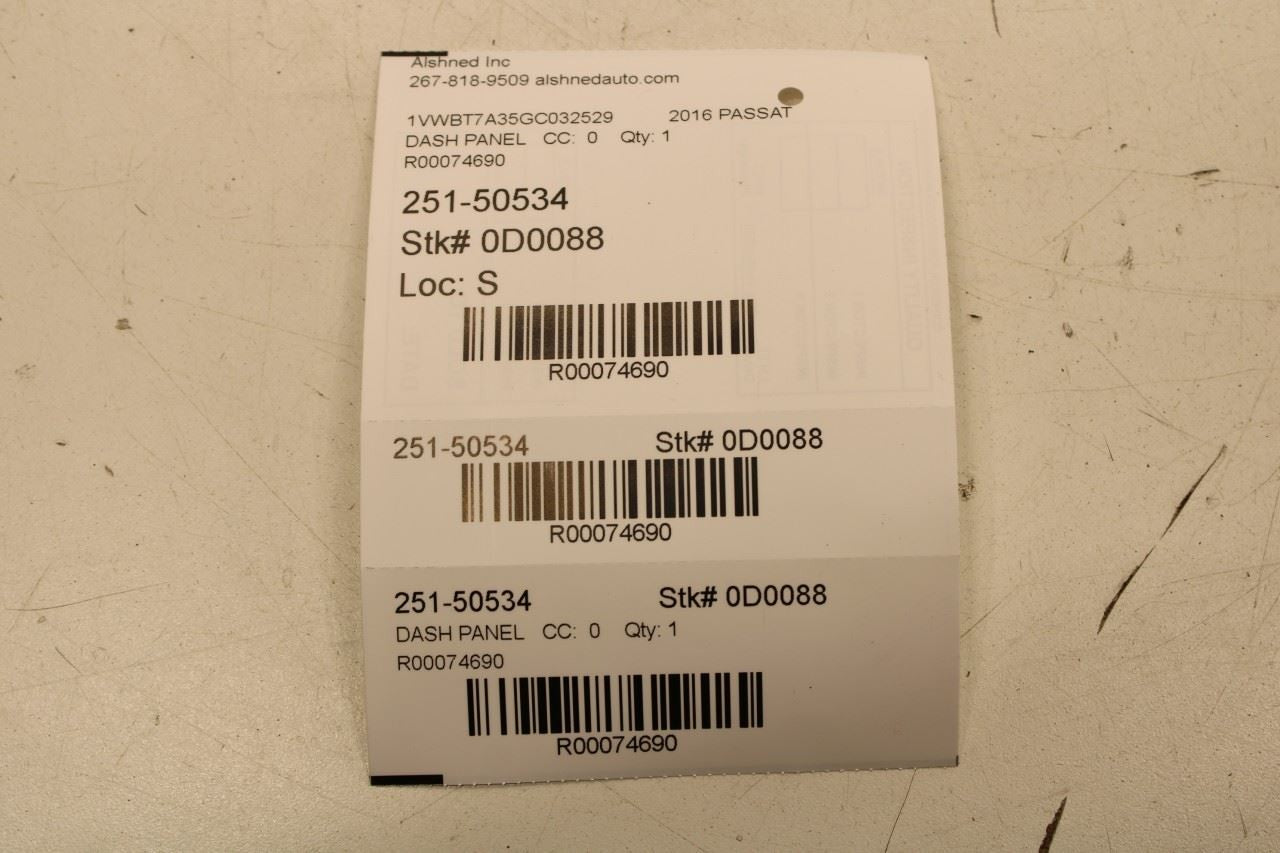 Alshned Inc
267-818-9509 alshnedauto.com
1VWBT7A35GC032529 2016 PASSAT
DASH PANEL CC: 0 Qty: 1
R00074690
251-50534
Stk# 0D0088
Loc: S
R00074690
251-50534 Stk# 0D0088
R00074690
251-50534 Stk# 0D0088
DASH PANEL CC: 0 Qty: 1
R00074690
R00074690